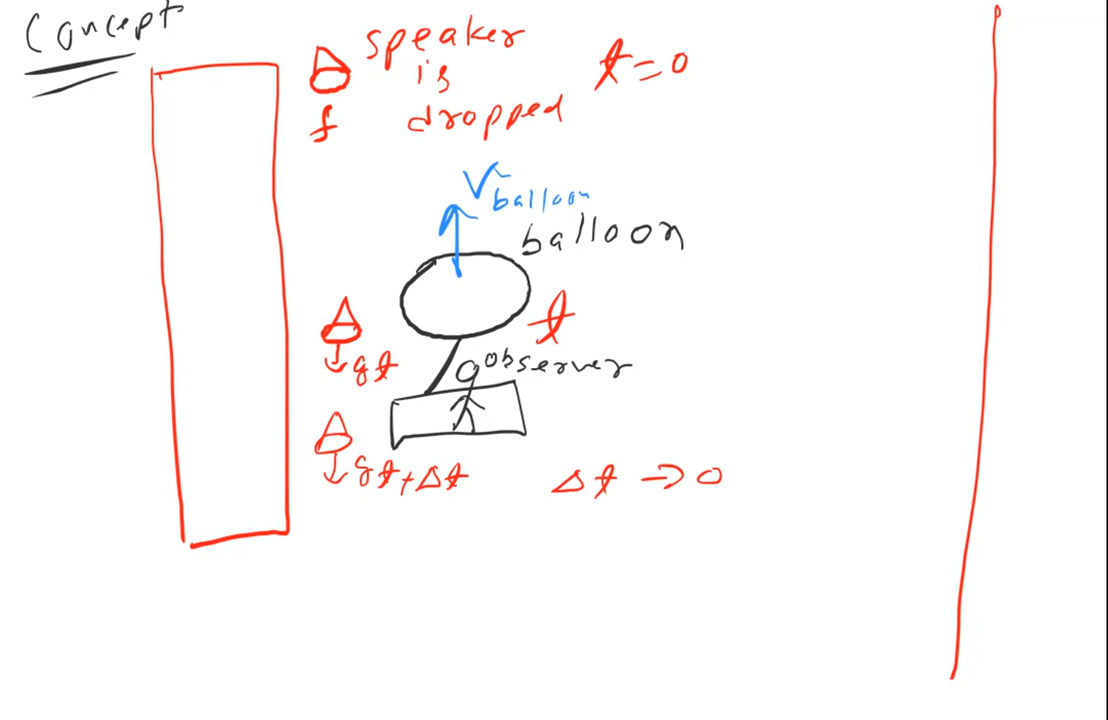 Concept
speaker
is
dropped
t = 0
f
V balloon
balloon
t
gt
observer
gt+Δt
Δt → 0